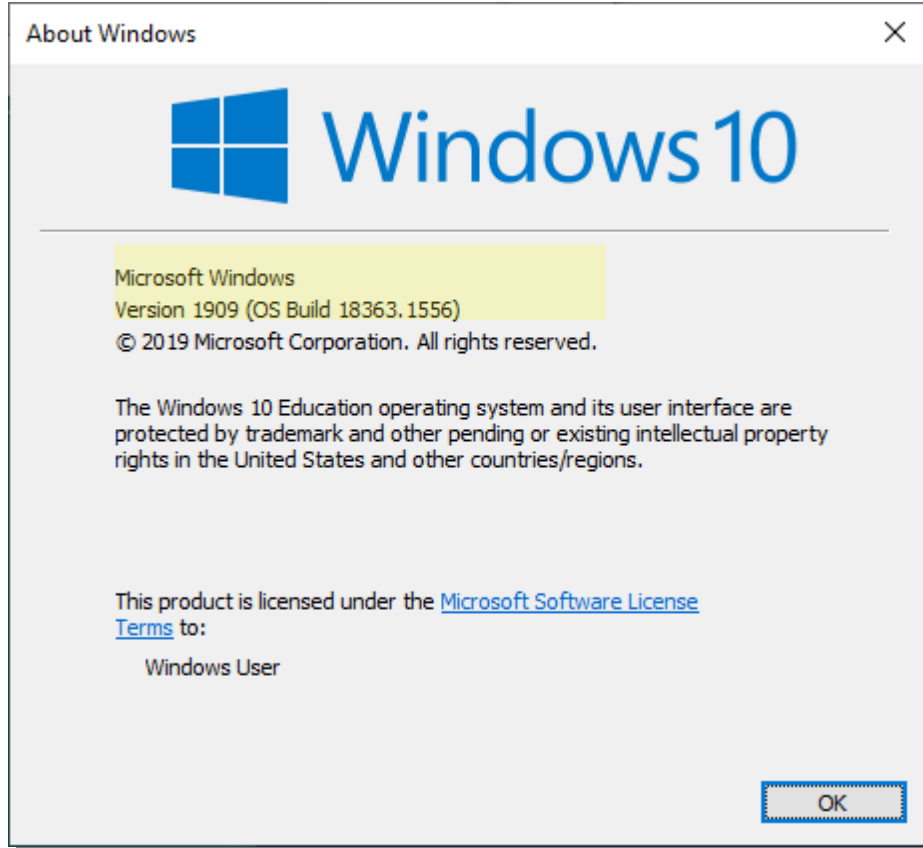 About Windows
Windows 10
Microsoft Windows
Version 1909 (OS Build 18363.1556)
© 2019 Microsoft Corporation. All rights reserved.
The Windows 10 Education operating system and its user interface are
protected by trademark and other pending or existing intellectual property
rights in the United States and other countries/regions.
This product is licensed under the Microsoft Software License
Terms to:
Windows User
OK